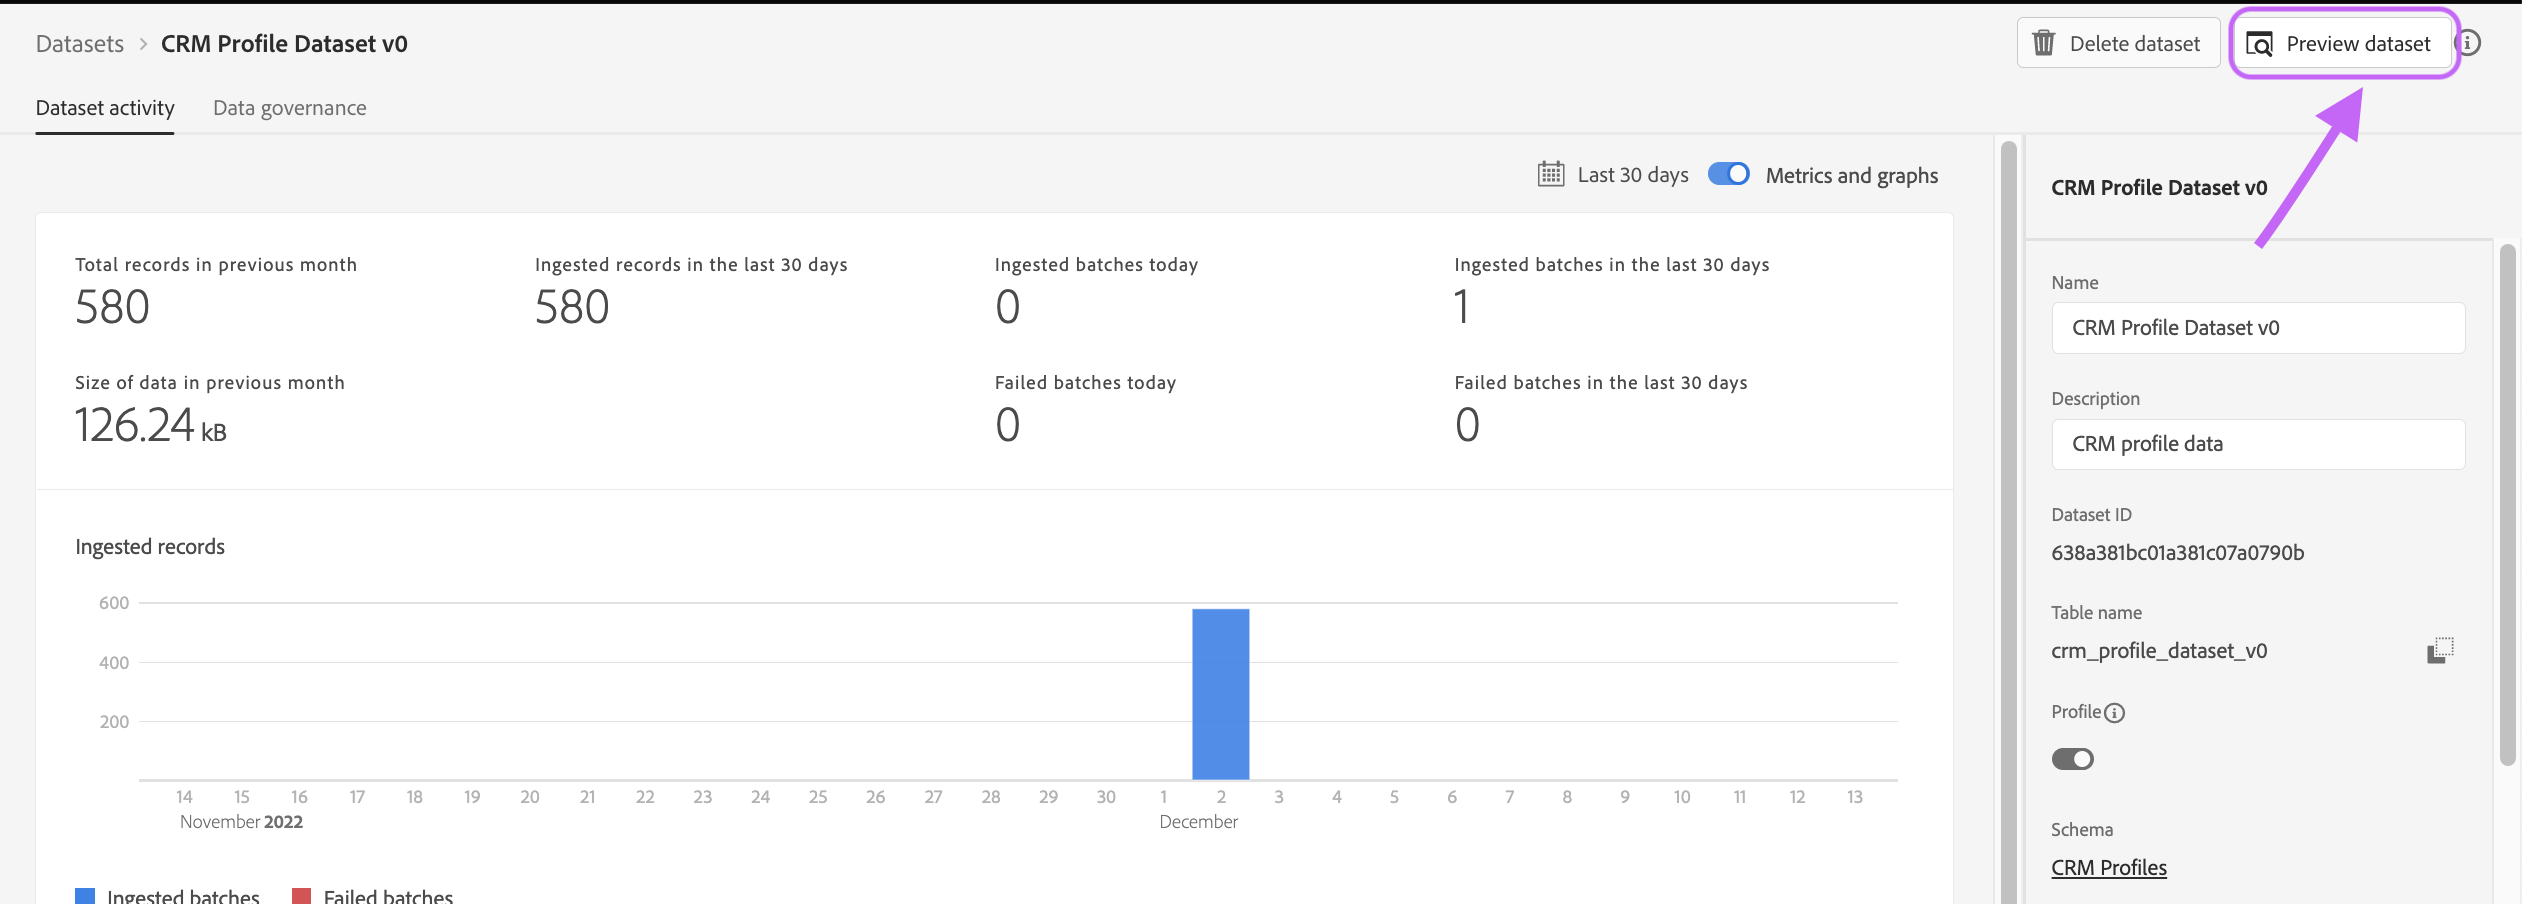 Datasets > CRM Profile Dataset v0
Delete dataset
Preview dataset
Dataset activity
Data governance
Last 30 days
Metrics and graphs
Total records in previous month
580
Ingested records in the last 30 days
580
Ingested batches today
0
Ingested batches in the last 30 days
1
Size of data in previous month
126.24 kB
Failed batches today
0
Failed batches in the last 30 days
0
Ingested records
600
400
200
14 15 16 17 18 19 20 21 22 23 24 25 26 27 28 29 30 1 2 3 4 5 6 7 8 9 10 11 12 13
November 2022
December
Ingested batches
Failed batches
CRM Profile Dataset v0
Name
CRM Profile Dataset v0
Description
CRM profile data
Dataset ID
638a381bc01a381c07a0790b
Table name
crm_profile_dataset_v0
Profile
Schema
CRM Profiles